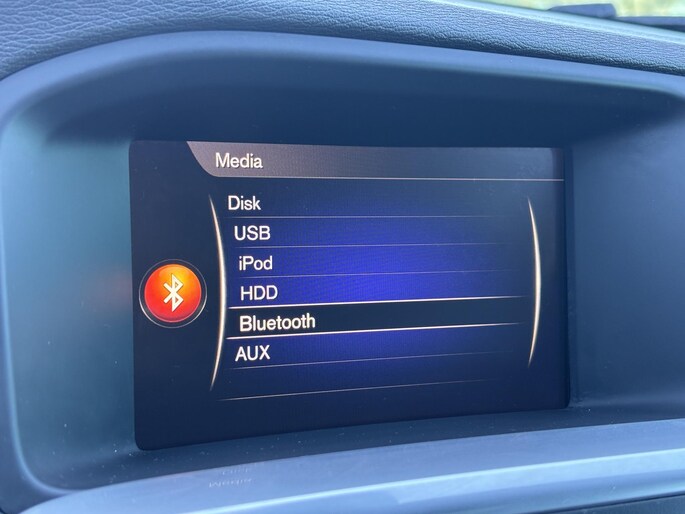 Media
Disk
USB
iPod
HDD
Bluetooth
AUX